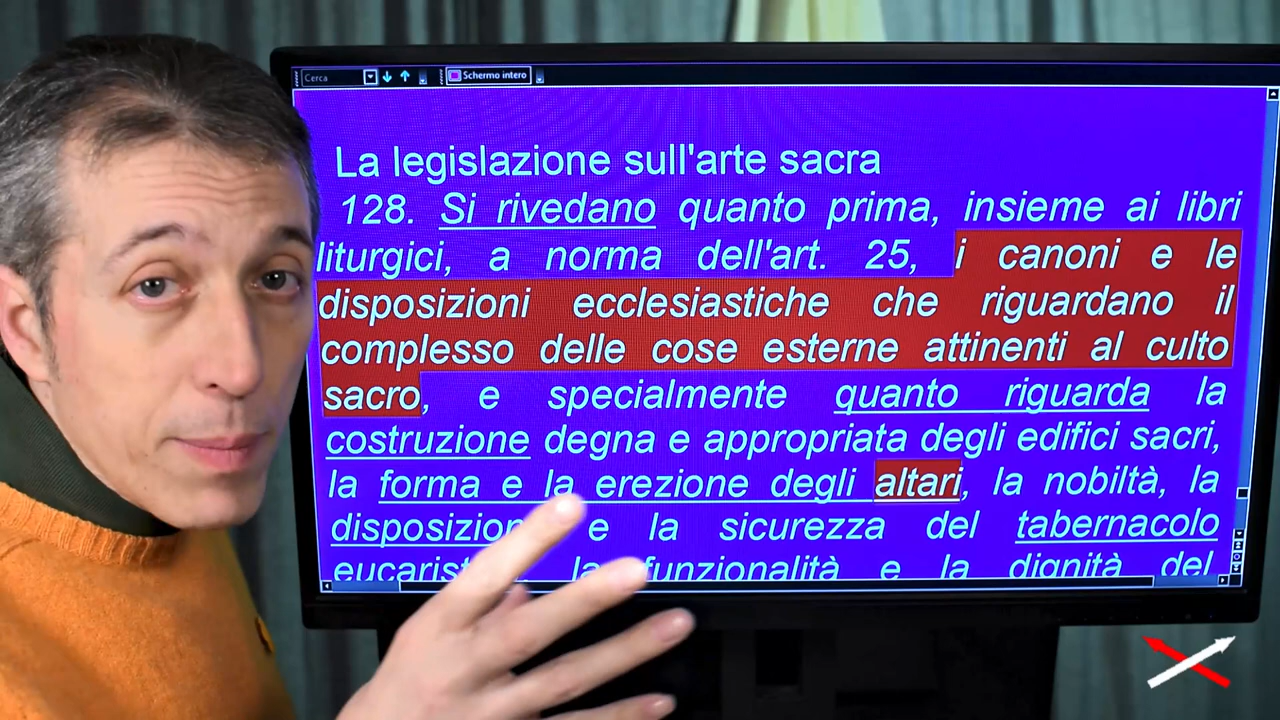 Cerca
Schermo intero
La legislazione sull'arte sacra
128. Si rivedano quanto prima, insieme ai libri
liturgici, a norma dell'art. 25, i canoni e le
disposizioni ecclesiastiche che riguardano il
complesso delle cose esterne attinenti al culto
sacro, e specialmente quanto riguarda la
costruzione degna e appropriata degli edifici sacri,
la forma e la erezione degli altari, la nobiltà, la
e la sicurezza del tabernacolo
la funzionalità e la dignità del